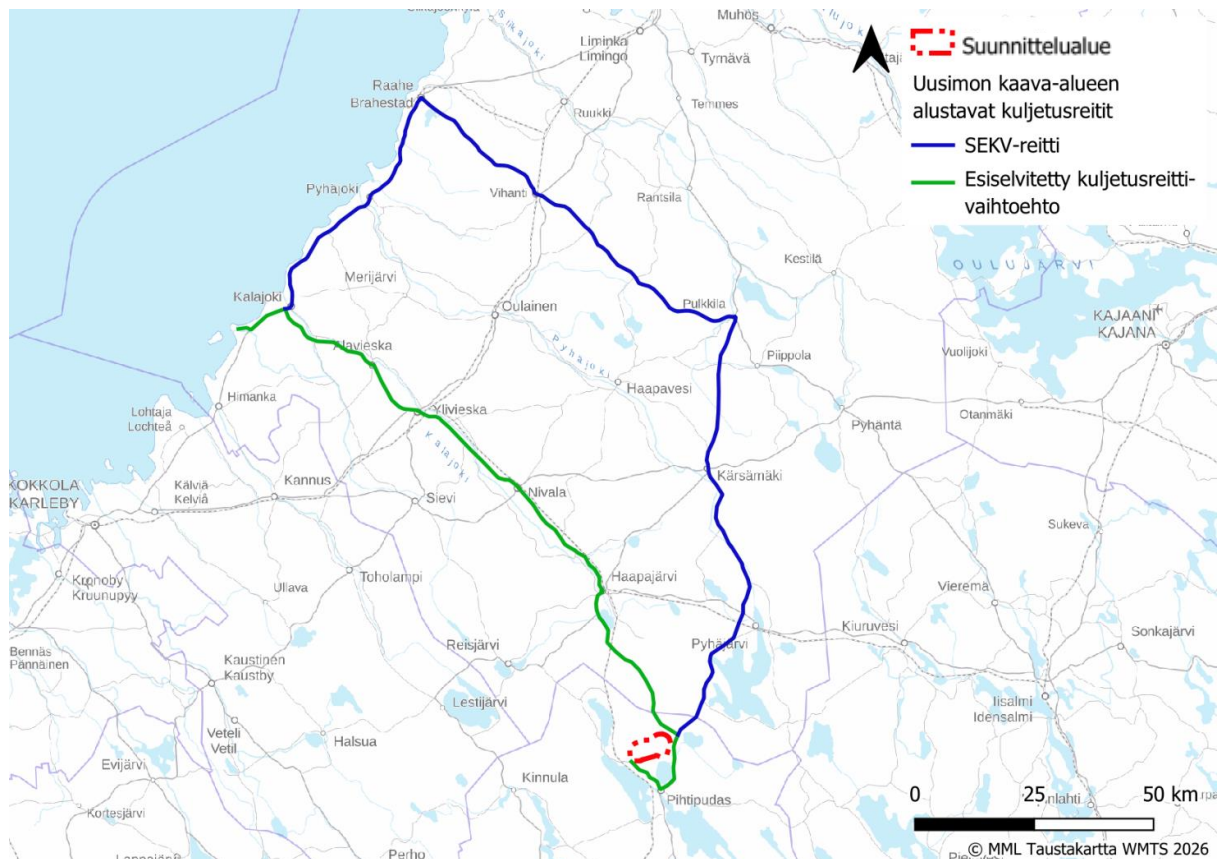 Siikajoki
Liminka
Limingo
Muhos
Tyrnävä
Suunnittelualue
Uusimon kaava-alueen
alustavat kuljetusreitit
SEKV-reitti
Esiselvitetty kuljetusreitti-
vaihtoehto
Raahe
Brahestad
Ruukki
Temmes
Pyhäjoki
Vihanti
Rantsila
Kestilä
OULUJÄRVI
Merijärvi
Kalajoki
Oulainen
Pulkkila
KAJAANI
KAJANA
Alavieska
Pyhäjoki
Piippola
Vuolijoki
Haapavesi
Himanka
Lohtaja
Lochteå
Ylivieska
Otanmäki
Pyhäntä
Kalajoki
Kärsämäki
KOKKOLA
KARLEBY
Kälviä
Kelviå
Kannus
Sievi
Nivala
Sukeva
Kronoby
Kruunupyy
Ullava
Toholampi
Haapajärvi
Vieremä
Bennäs
Pännäinen
Kaustinen
Kaustby
Reisjärvi
Pyhäjärvi
Kiuruvesi
Sonkajärvi
Lestijärvi
Iisalmi
Idensalmi
Veteli
Vetil
Halsua
Evijärvi
Kinnula
Pihtipudas
Kortesjärvi
Perho
0 25 50 km
© MML Taustakartta WMTS 2026